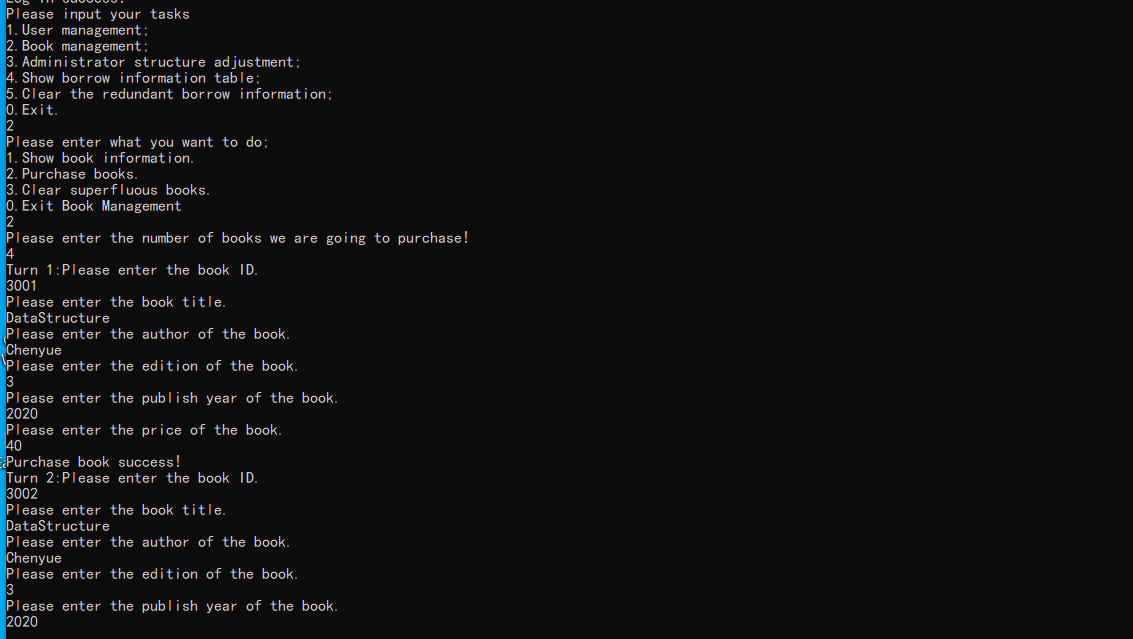 Log in success!
Please input your tasks
1.User management;
2.Book management;
3.Administrator structure adjustment;
4.Show borrow information table;
5.Clear the redundant borrow information;
0.Exit.
2
Please enter what you want to do;
1.Show book information.
2.Purchase books.
3.Clear superfluous books.
0.Exit Book Management
2
Please enter the number of books we are going to purchase!
4
Turn 1:Please enter the book ID.
3001
Please enter the book title.
DataStructure
Please enter the author of the book.
Chenyue
Please enter the edition of the book.
3
Please enter the publish year of the book.
2020
Please enter the price of the book.
40
Purchase book success!
Turn 2:Please enter the book ID.
3002
Please enter the book title.
DataStructure
Please enter the author of the book.
Chenyue
Please enter the edition of the book.
3
Please enter the publish year of the book.
2020